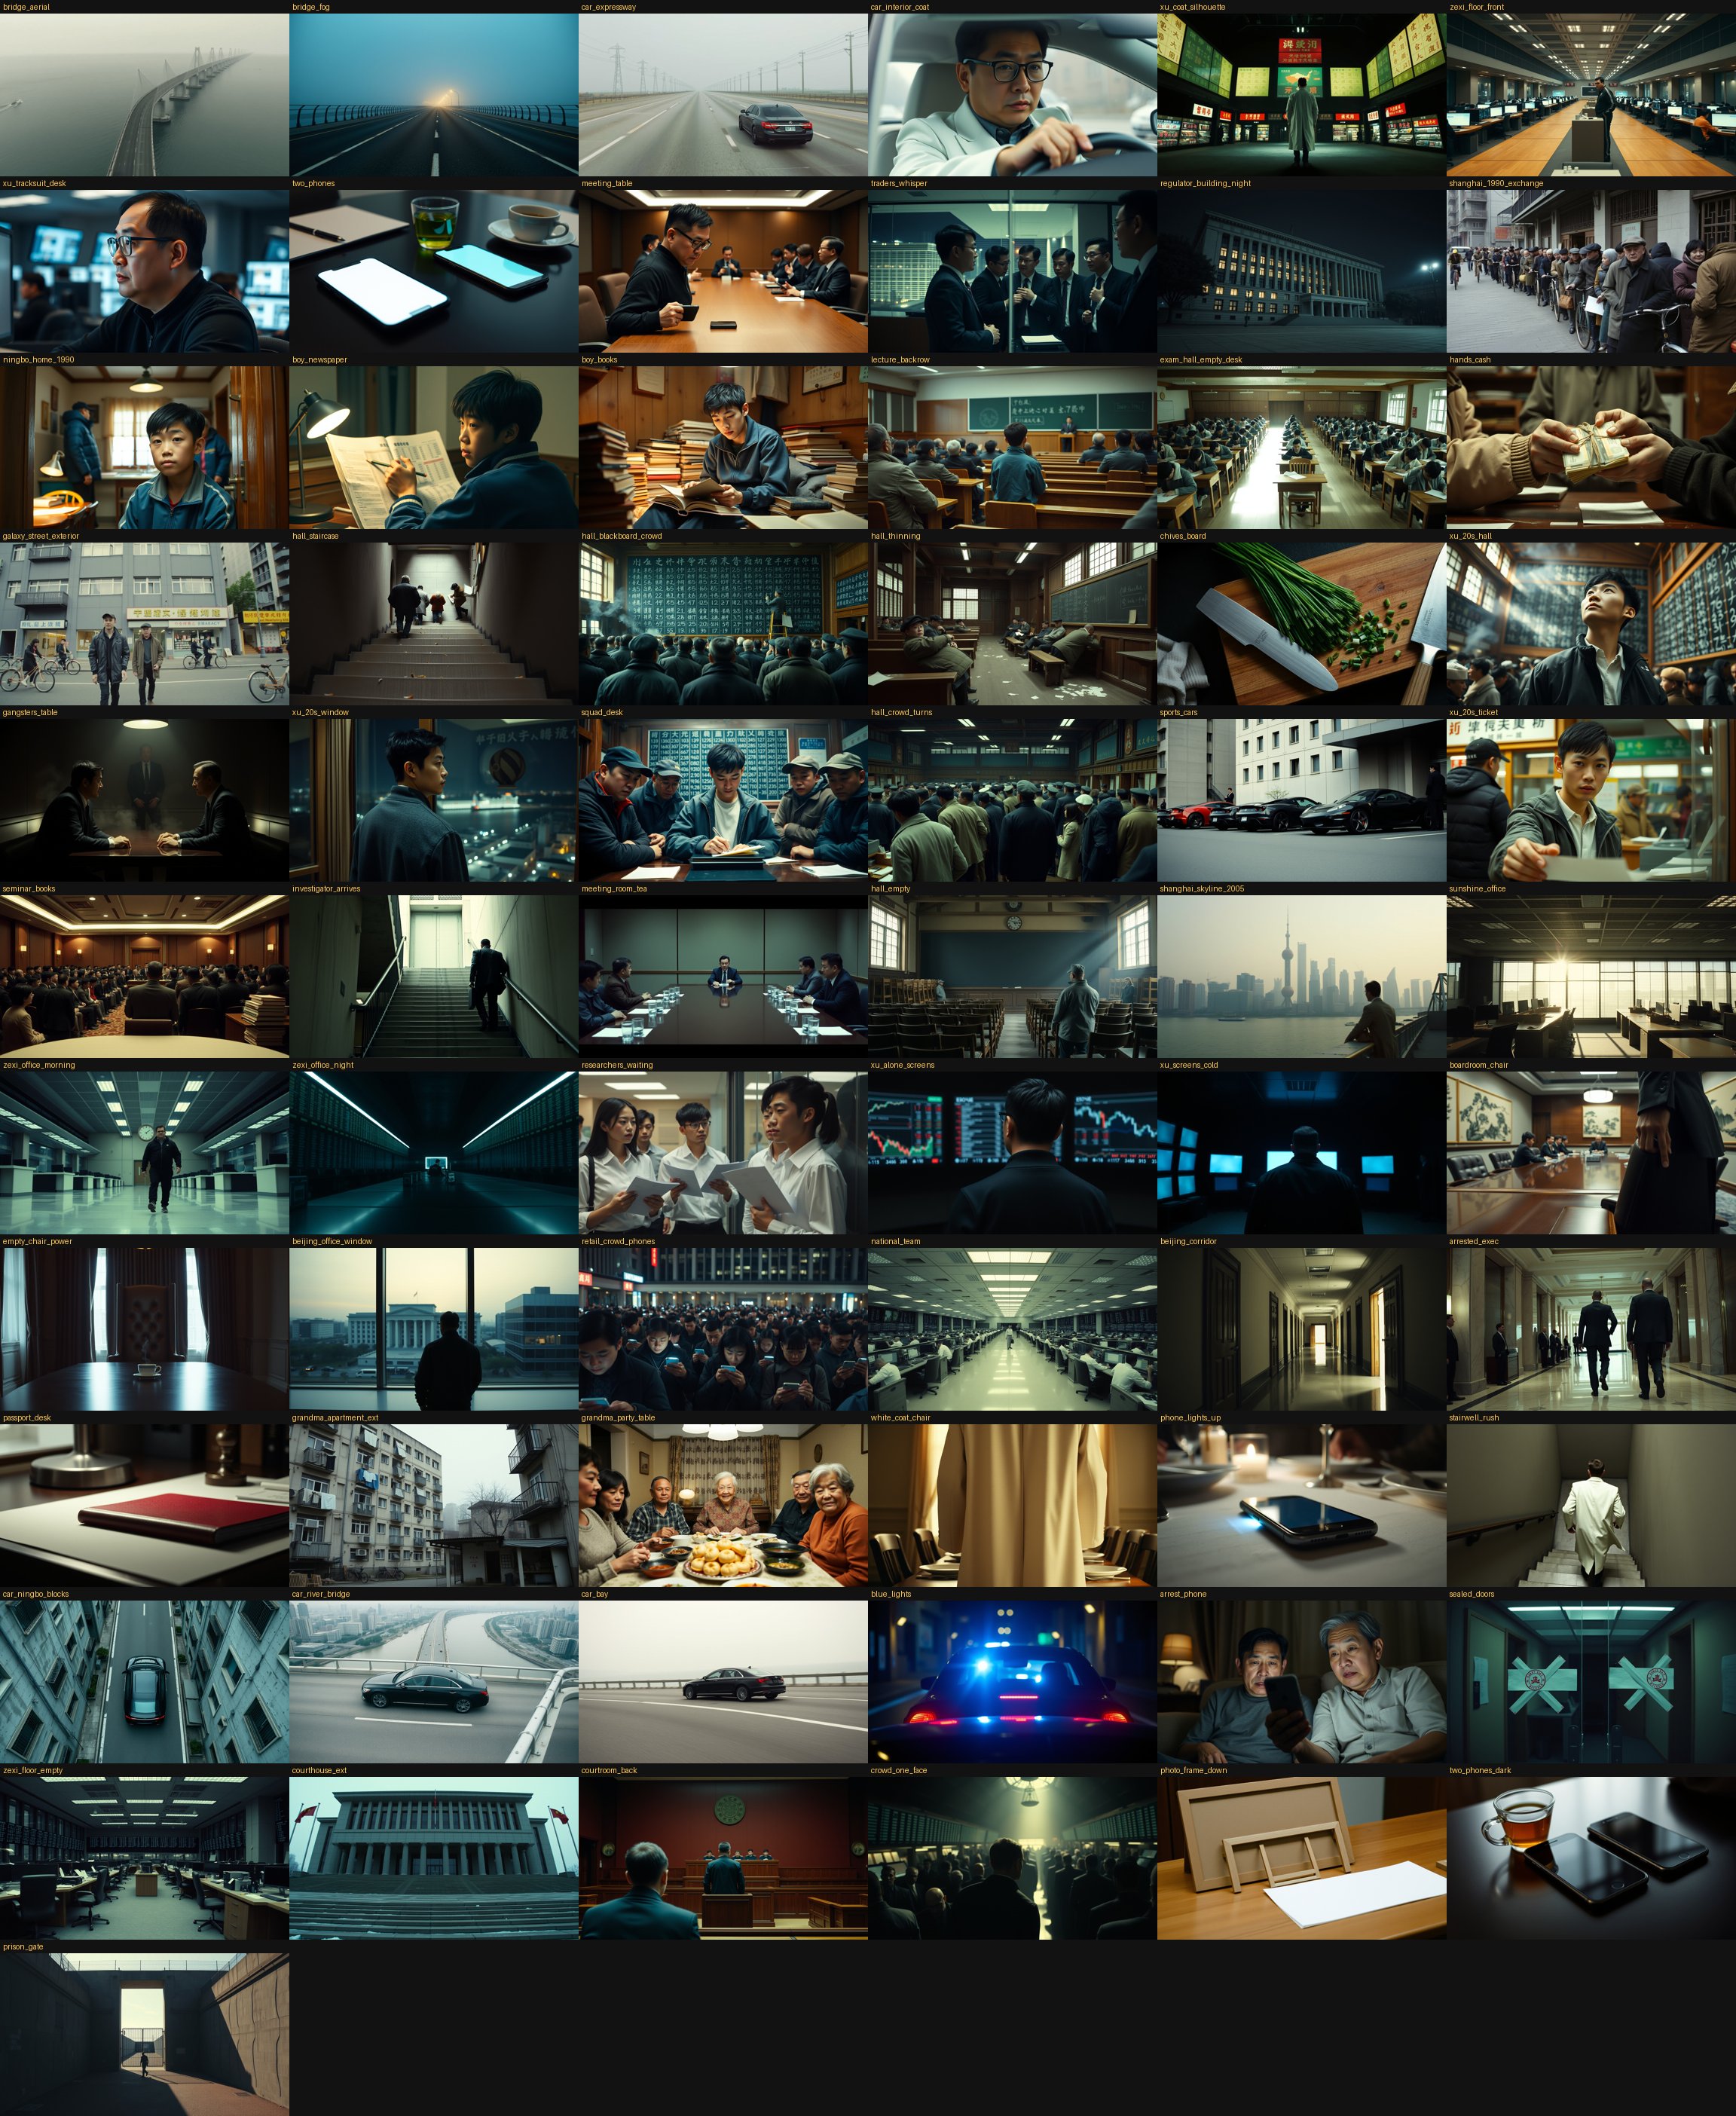 bridge_aerial
bridge_fog
car_expressway
car_interior_coat
xu_coat_silhouette
zexi_floor_front
xu_tracksuit_desk
two_phones
meeting_table
traders_whisper
regulator_building_night
shanghai_1990_exchange
ningbo_home_1990
boy_newspaper
boy_books
lecture_backrow
exam_hall_empty_desk
hands_cash
galaxy_street_exterior
hall_staircase
hall_blackboard_crowd
hall_thinning
chives_board
xu_20s_hall
gangsters_table
xu_20s_window
squad_desk
hall_crowd_turns
sports_cars
xu_20s_ticket
seminar_books
investigator_arrives
meeting_room_tea
hall_empty
shanghai_skyline_2005
sunshine_office
zexi_office_morning
zexi_office_night
researchers_waiting
xu_alone_screens
xu_screens_cold
boardroom_chair
empty_chair_power
beijing_office_window
retail_crowd_phones
national_team
beijing_corridor
arrested_exec
passport_desk
grandma_apartment_ext
grandma_party_table
white_coat_chair
phone_lights_up
stairwell_rush
car_ningbo_blocks
car_river_bridge
car_bay
blue_lights
arrest_phone
sealed_doors
zexi_floor_empty
courthouse_ext
courtroom_back
crowd_one_face
photo_frame_down
two_phones_dark
prison_gate